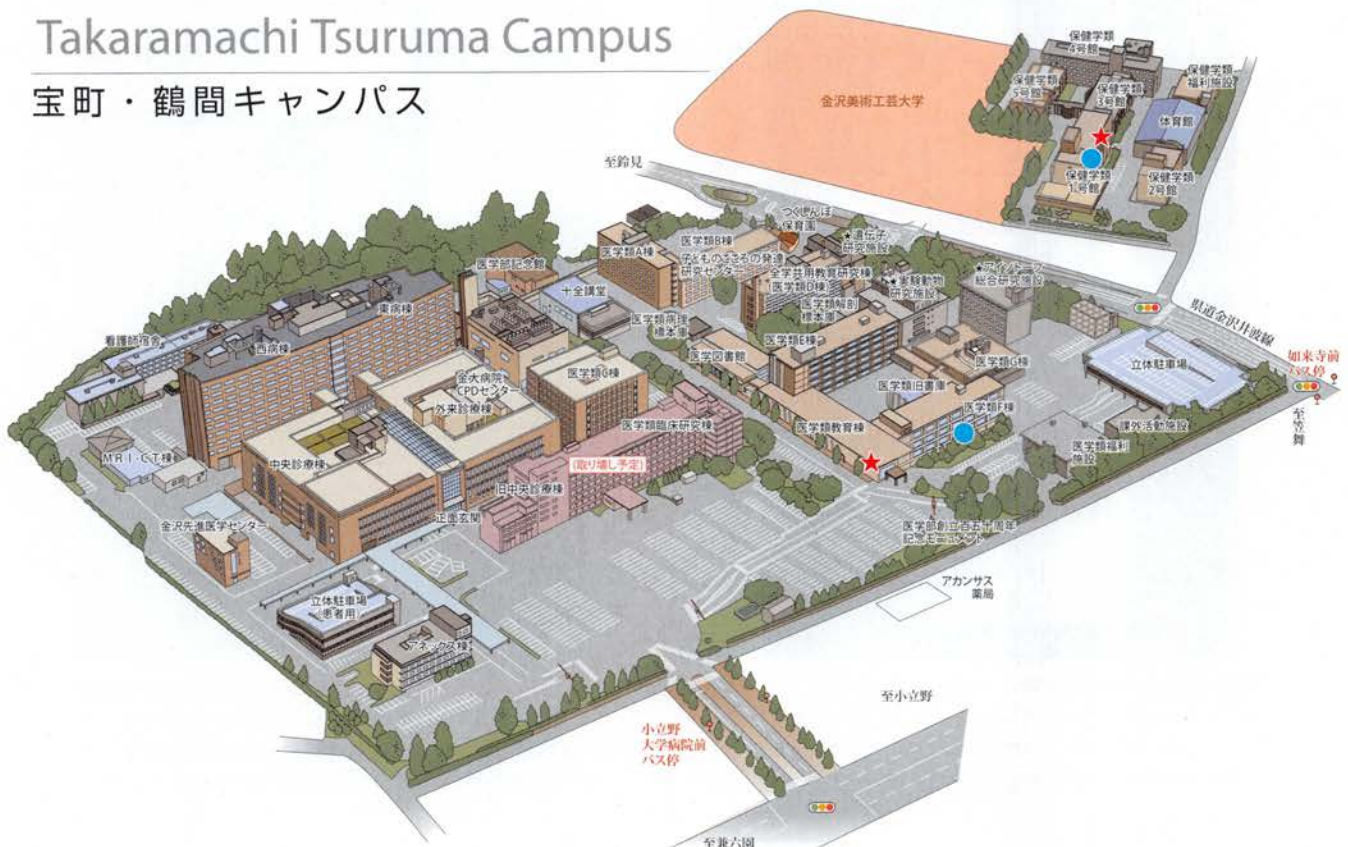 Takaramachi Tsuruma Campus
宝町・鶴間キャンパス
保健学類
4号館
保健学類
5号館
保健学類
3号館
保健学類
福利施設
体育館
金沢美術工芸大学
保健学類
1号館
保健学類
2号館
至鈴見
つくしんぼ
保育園
★遺伝子
研究施設
医学類A棟
医学類B棟
子どものこころの発達
研究センター
全学共用教育研究棟
(医学類D棟)
★実験動物
研究施設
★アイソトープ
総合研究施設
医学部記念館
十全講堂
医学類解剖
標本庫
医学類病理
標本庫
県道金沢井波線
東病棟
看護師宿舎
西病棟
医学図書館
医学類E棟
医学類G棟
立体駐車場
如来寺前
バス停
金大病院
CPDセンター
医学類C棟
外来診療棟
医学類旧書庫
至笠舞
医学類臨床研究棟
医学類教育棟
医学類F棟
課外活動施設
医学類福利
施設
MRI-CT棟
中央診療棟
(取り壊し予定)
旧中央診療棟
正面玄関
金沢先進医学センター
医学部創立百五十周年
記念モニュメント
アカンサス
薬局
立体駐車場
(患者用)
アネックス棟
至小立野
小立野
大学病院前
バス停
至兼六園